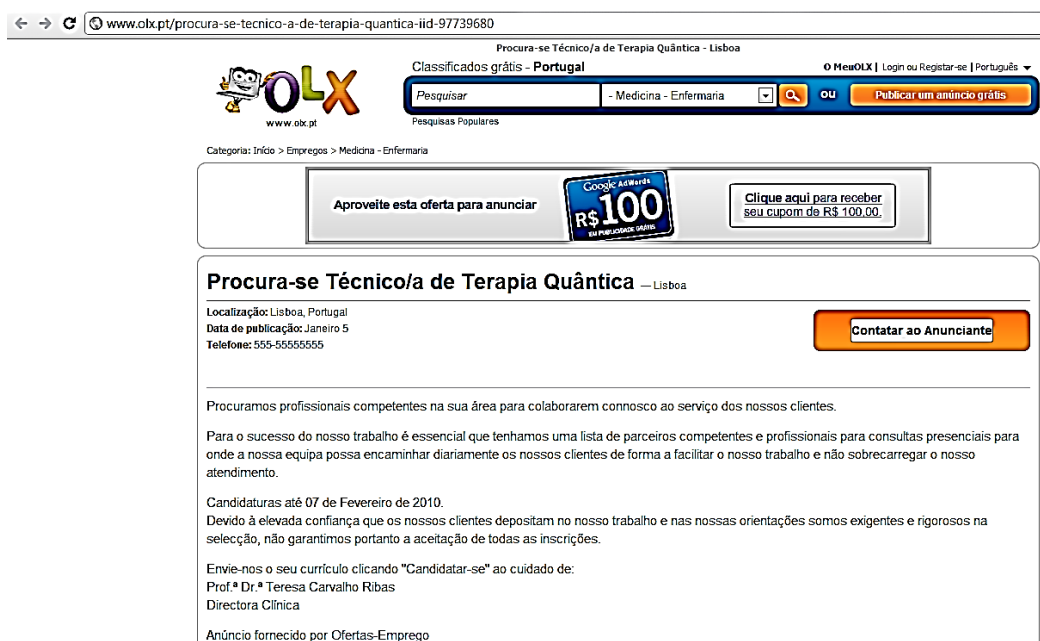 www.olx.pt/procura-se-tecnico-a-de-terapia-quantica-iid-97739680
Procura-se Técnico/a de Terapia Quântica - Lisboa
OLX
www.olx.pt
Classificados grátis - Portugal
O MeuOLX | Login ou Registar-se | Português
Pesquisar
- Medicina - Enfermaria
ou
Publicar um anúncio grátis
Pesquisas Populares
Categoria: Início > Empregos > Medicina - Enfermaria
Aproveite esta oferta para anunciar
Google AdWords
R$100
EM PUBLICIDADE GRÁTIS
Clique aqui para receber
seu cupom de R$ 100,00.
Procura-se Técnico/a de Terapia Quântica — Lisboa
Localização: Lisboa, Portugal
Data de publicação: Janeiro 5
Telefone: 555-55555555
Contatar ao Anunciante
Procuramos profissionais competentes na sua área para colaborarem connosco ao serviço dos nossos clientes.
Para o sucesso do nosso trabalho é essencial que tenhamos uma lista de parceiros competentes e profissionais para consultas presenciais para
onde a nossa equipa possa encaminhar diariamente os nossos clientes de forma a facilitar o nosso trabalho e não sobrecarregar o nosso
atendimento.
Candidaturas até 07 de Fevereiro de 2010.
Devido à elevada confiança que os nossos clientes depositam no nosso trabalho e nas nossas orientações somos exigentes e rigorosos na
selecção, não garantimos portanto a aceitação de todas as inscrições.
Envie-nos o seu currículo clicando "Candidatar-se" ao cuidado de:
Prof.ª Dr.ª Teresa Carvalho Ribas
Directora Clínica
Anúncio fornecido por Ofertas-Emprego